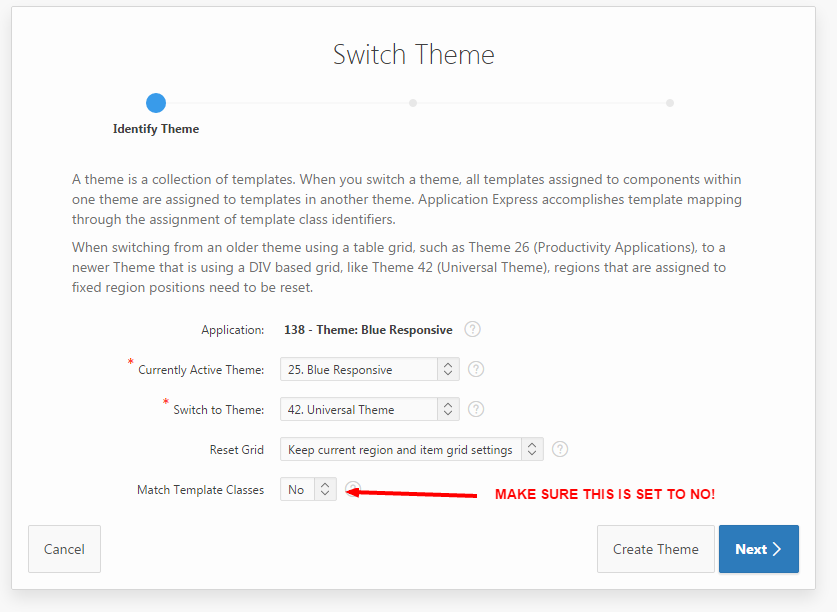 Switch Theme
Identify Theme
A theme is a collection of templates. When you switch a theme, all templates assigned to components within
one theme are assigned to templates in another theme. Application Express accomplishes template mapping
through the assignment of template class identifiers.
When switching from an older theme using a table grid, such as Theme 26 (Productivity Applications), to a
newer Theme that is using a DIV based grid, like Theme 42 (Universal Theme), regions that are assigned to
fixed region positions need to be reset.
Application: 138 - Theme: Blue Responsive ?
* Currently Active Theme: 25. Blue Responsive ?
* Switch to Theme: 42. Universal Theme ?
Reset Grid Keep current region and item grid settings ?
Match Template Classes No ? MAKE SURE THIS IS SET TO NO!
Cancel Create Theme Next >